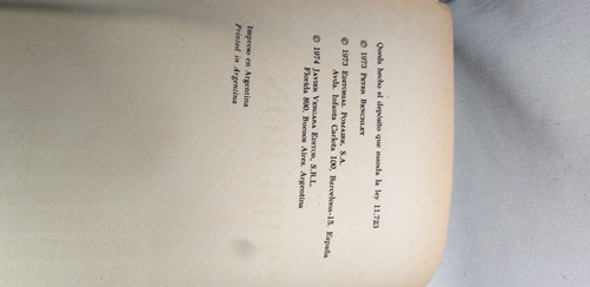 Queda hecho el depósito que manda la ley 11.723
© 1973 PETER BENCHLEY
© 1973 EDITORIAL POMAIRE, S.A.
Avda. Infanta Carlota 100, Barcelona-15. España
© 1974 JAVIER VERGARA EDITOR, S.R.L.
Florida 890, Buenos Aires. Argentina
Impreso en Argentina
Printed in Argentina